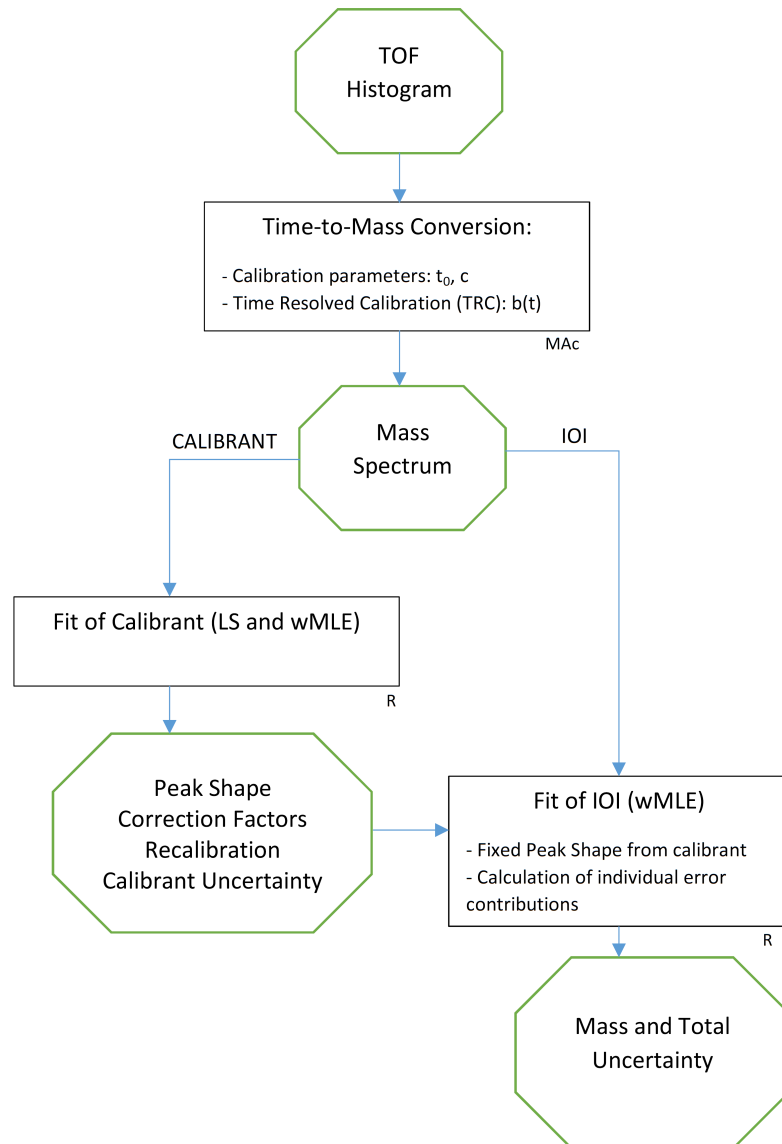 TOF
Histogram
Time-to-Mass Conversion:
- Calibration parameters: t₀, c
- Time Resolved Calibration (TRC): b(t)
MAc
Mass
Spectrum
CALIBRANT
IOI
Fit of Calibrant (LS and wMLE)
R
Peak Shape
Correction Factors
Recalibration
Calibrant Uncertainty
Fit of IOI (wMLE)
- Fixed Peak Shape from calibrant
- Calculation of individual error
contributions
R
Mass and Total
Uncertainty